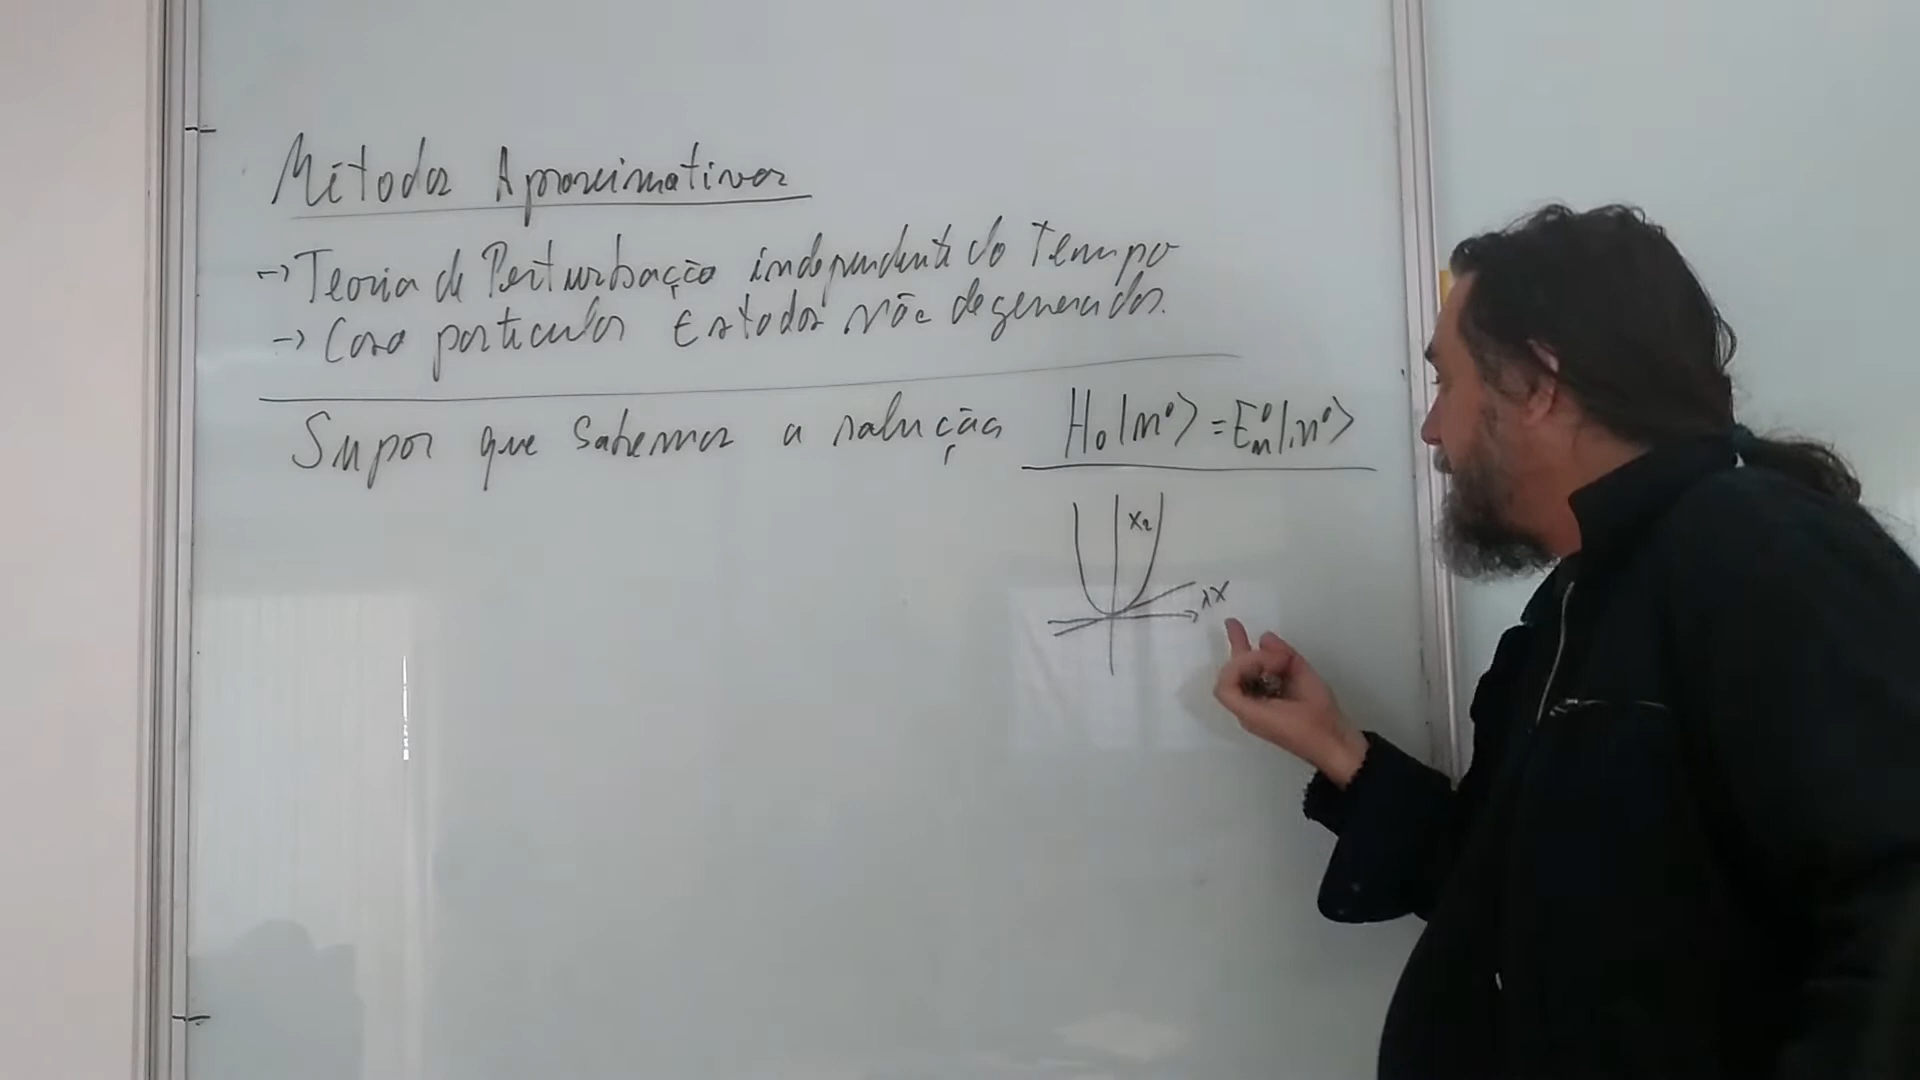 Métodos Aproximativos
→ Teoria de Perturbação independente do tempo
→ Caso particular Estados não degenerados.
Supor que sabemos a solução H₀|n⁰⟩ = Eₙ⁰|n⁰⟩
x²
λx